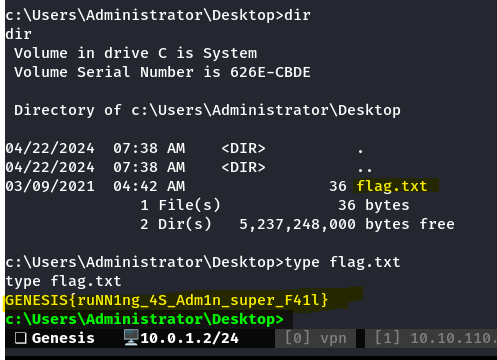 c:\Users\Administrator\Desktop>dir
dir
 Volume in drive C is System
 Volume Serial Number is 626E-CBDE

 Directory of c:\Users\Administrator\Desktop

04/22/2024  07:38 AM    <DIR>          .
04/22/2024  07:38 AM    <DIR>          ..
03/09/2021  04:42 AM                36 flag.txt
               1 File(s)             36 bytes
               2 Dir(s)   5,237,248,000 bytes free

c:\Users\Administrator\Desktop>type flag.txt
type flag.txt
GENESIS{ruNN1ng_4S_Adm1n_super_F41l}
c:\Users\Administrator\Desktop>
Genesis 10.0.1.2/24 [0] vpn [1] 10.10.110.